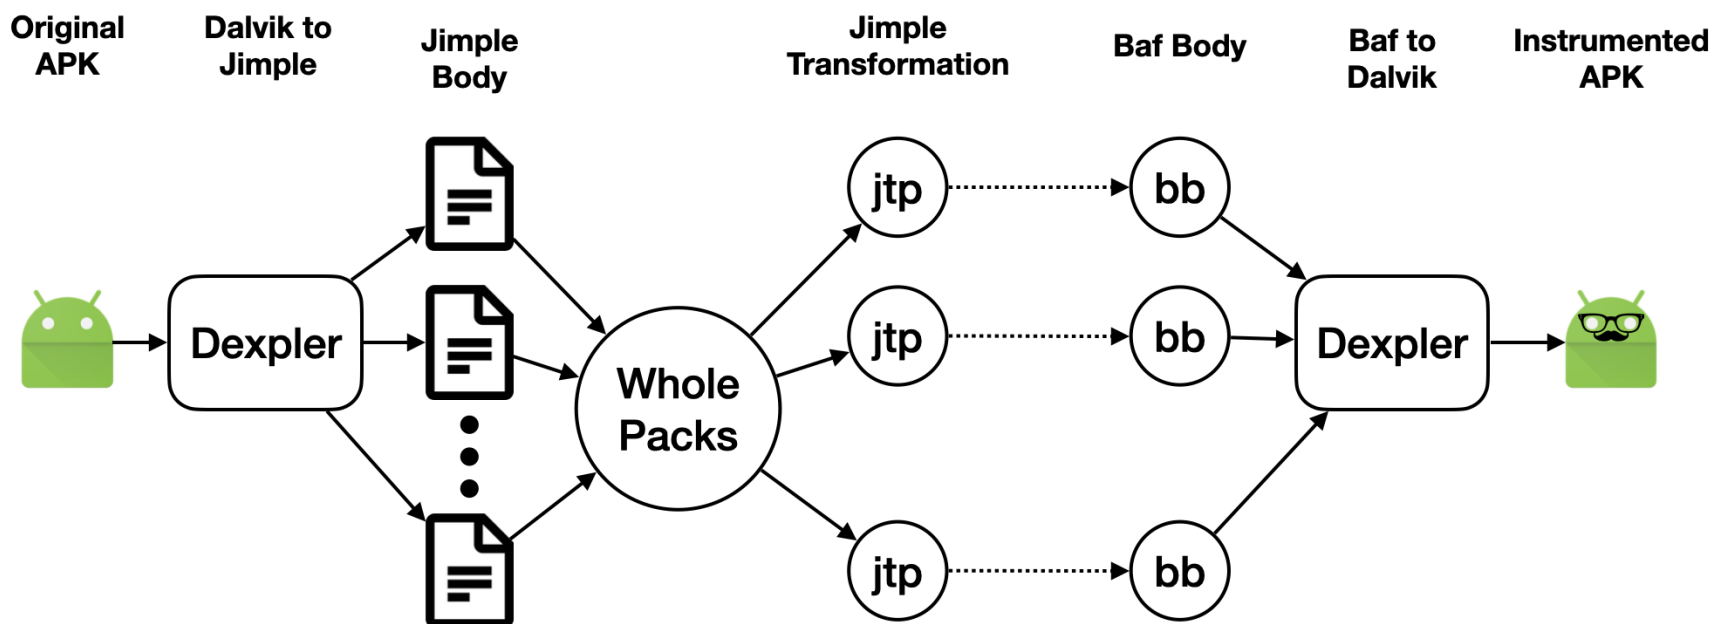 Original
APK
Dalvik to
Jimple
Jimple
Body
Jimple
Transformation
Baf Body
Baf to
Dalvik
Instrumented
APK
Dexpler
Whole
Packs
jtp
bb
jtp
bb
jtp
bb
Dexpler